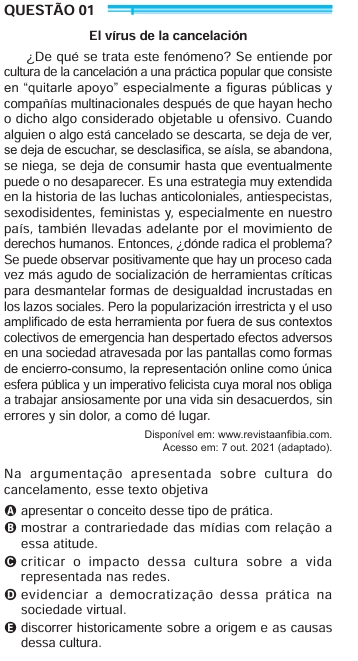 QUESTÃO 01
El vírus de la cancelación
¿De qué se trata este fenómeno? Se entiende por
cultura de la cancelación a una práctica popular que consiste
en “quitarle apoyo” especialmente a figuras públicas y
compañías multinacionales después de que hayan hecho
o dicho algo considerado objetable u ofensivo. Cuando
alguien o algo está cancelado se descarta, se deja de ver,
se deja de escuchar, se desclasifica, se aísla, se abandona,
se niega, se deja de consumir hasta que eventualmente
puede o no desaparecer. Es una estrategia muy extendida
en la historia de las luchas anticoloniales, antiespecistas,
sexodisidentes, feministas y, especialmente en nuestro
país, también llevadas adelante por el movimiento de
derechos humanos. Entonces, ¿dónde radica el problema?
Se puede observar positivamente que hay un proceso cada
vez más agudo de socialización de herramientas críticas
para desmantelar formas de desigualdad incrustadas en
los lazos sociales. Pero la popularización irrestricta y el uso
amplificado de esta herramienta por fuera de sus contextos
colectivos de emergencia han despertado efectos adversos
en una sociedad atravesada por las pantallas como formas
de encierro-consumo, la representación online como única
esfera pública y un imperativo felicista cuya moral nos obliga
a trabajar ansiosamente por una vida sin desacuerdos, sin
errores y sin dolor, a como dé lugar.
Disponível em: www.revistaanfibia.com.
Acesso em: 7 out. 2021 (adaptado).
Na argumentação apresentada sobre cultura do
cancelamento, esse texto objetiva
A apresentar o conceito desse tipo de prática.
B mostrar a contrariedade das mídias com relação a
essa atitude.
C criticar o impacto dessa cultura sobre a vida
representada nas redes.
D evidenciar a democratização dessa prática na
sociedade virtual.
E discorrer historicamente sobre a origem e as causas
dessa cultura.